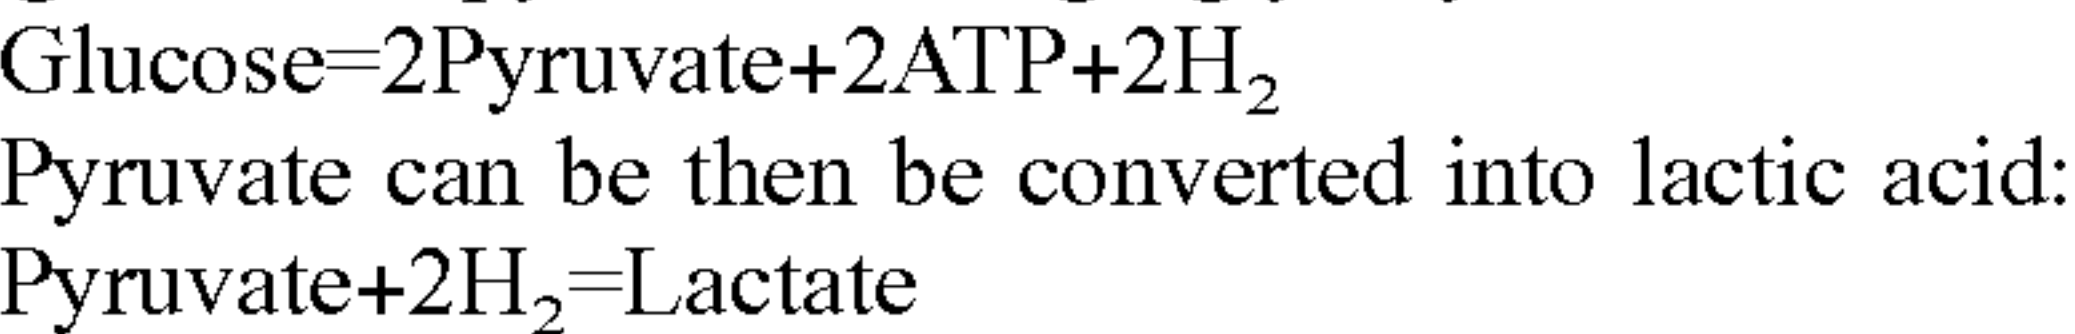 Glucose=2Pyruvate+2ATP+2H₂
Pyruvate can be then be converted into lactic acid:
Pyruvate+2H₂=Lactate